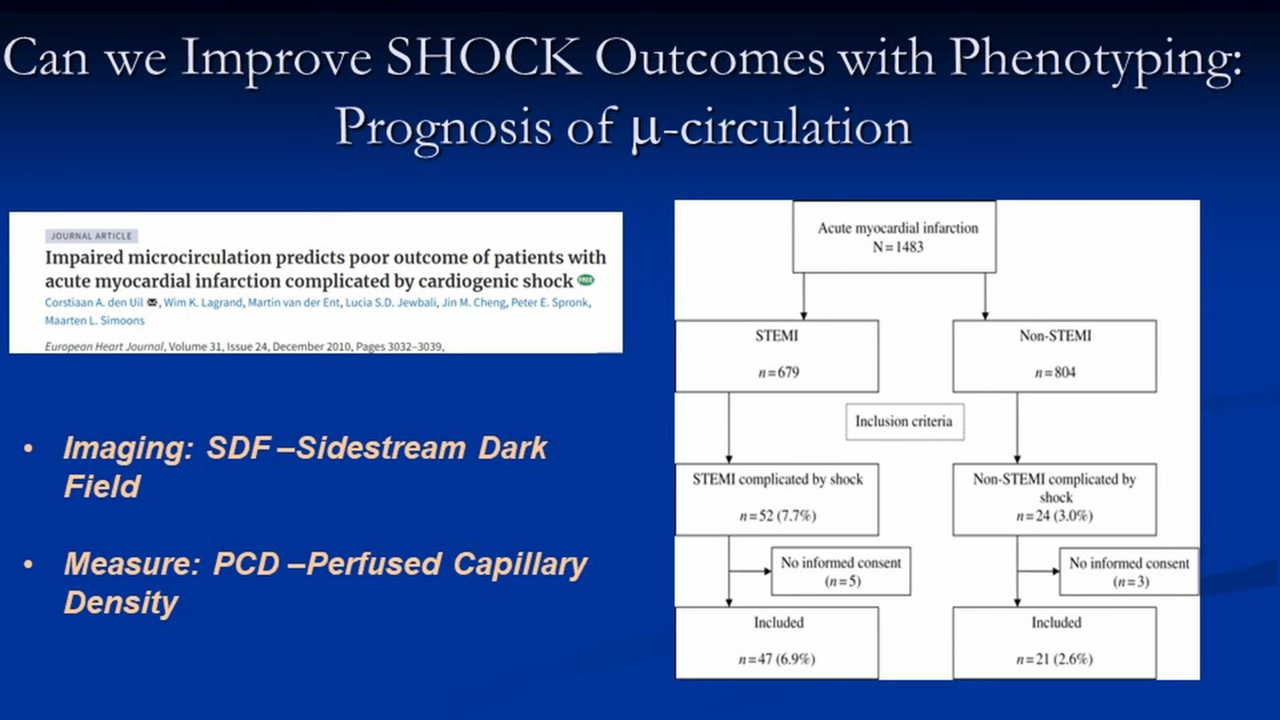 Can we Improve SHOCK Outcomes with Phenotyping:
Prognosis of μ-circulation
JOURNAL ARTICLE
Impaired microcirculation predicts poor outcome of patients with
acute myocardial infarction complicated by cardiogenic shock FREE
Corstiaan A. den Uil, Wim K. Lagrand, Martin van der Ent, Lucia S.D. Jewbali, Jin M. Cheng, Peter E. Spronk,
Maarten L. Simoons
European Heart Journal, Volume 31, Issue 24, December 2010, Pages 3032–3039,
• Imaging: SDF –Sidestream Dark
Field
• Measure: PCD –Perfused Capillary
Density
Acute myocardial infarction
N=1483
STEMI
n=679
Non-STEMI
n=804
Inclusion criteria
STEMI complicated by shock
n=52 (7.7%)
Non-STEMI complicated by
shock
n=24 (3.0%)
No informed consent
(n=5)
No informed consent
(n=3)
Included
n=47 (6.9%)
Included
n=21 (2.6%)